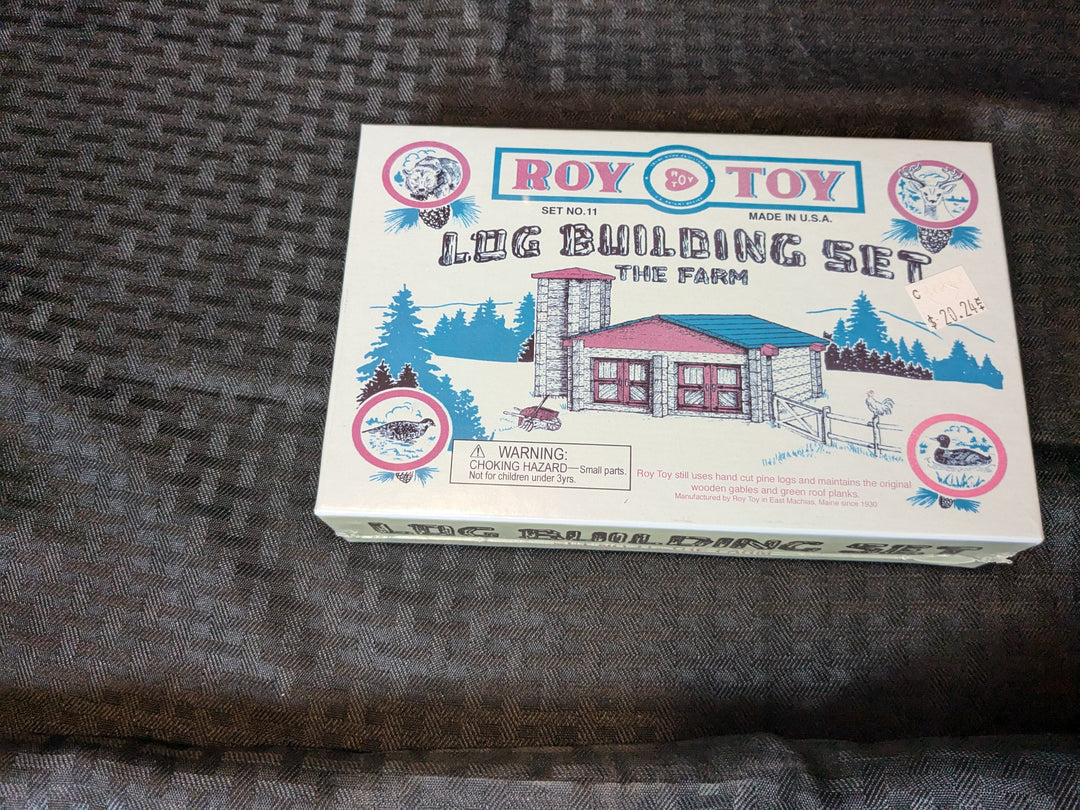 ROY TOY
ROY
TOY
SET NO.11
MADE IN U.S.A.
LOG BUILDING SET
THE FARM
C
$ 20.24
WARNING:
CHOKING HAZARD—Small parts.
Not for children under 3yrs.
Roy Toy still uses hand cut pine logs and maintains the original
wooden gables and green roof planks.
Manufactured by Roy Toy in East Machias, Maine since 1930
LOG BUILDING SET